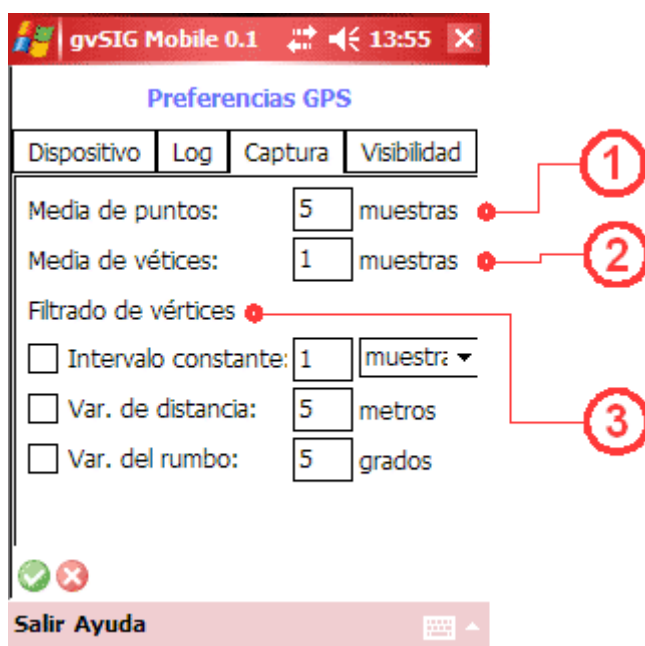 gvSIG Mobile 0.1 13:55
Preferencias GPS
Dispositivo Log Captura Visibilidad
1
Media de puntos: 5 muestras
Media de vétices: 1 muestras
2
Filtrado de vértices
Intervalo constante: 1 muestra
Var. de distancia: 5 metros
3
Var. del rumbo: 5 grados
Salir Ayuda